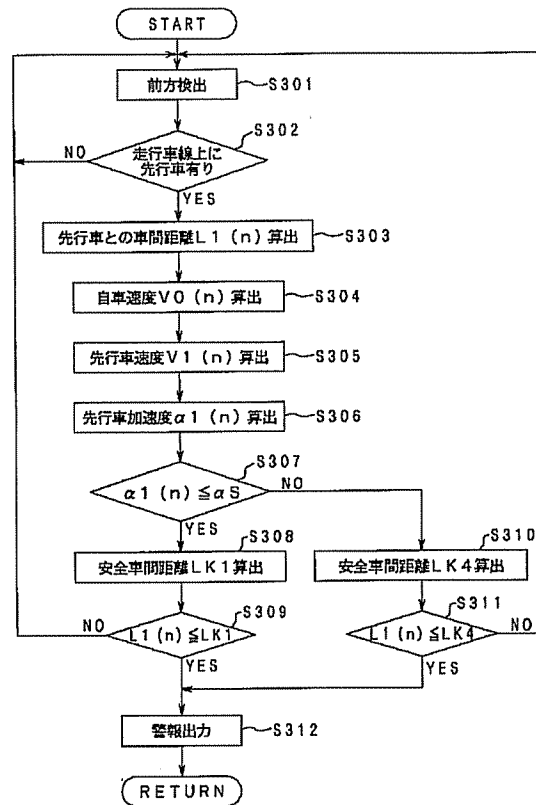 START
前方検出
S301
S302
NO
走行車線上に
先行車有り
YES
先行車との車間距離L1(n)算出
S303
自車速度V0(n)算出
S304
先行車速度V1(n)算出
S305
先行車加速度α1(n)算出
S306
S307
α1(n)≦αS
NO
YES
S308
安全車間距離LK1算出
S310
安全車間距離LK4算出
S309
NO
L1(n)≦LK1
YES
S311
L1(n)≦LK4
NO
YES
警報出力
S312
RETURN